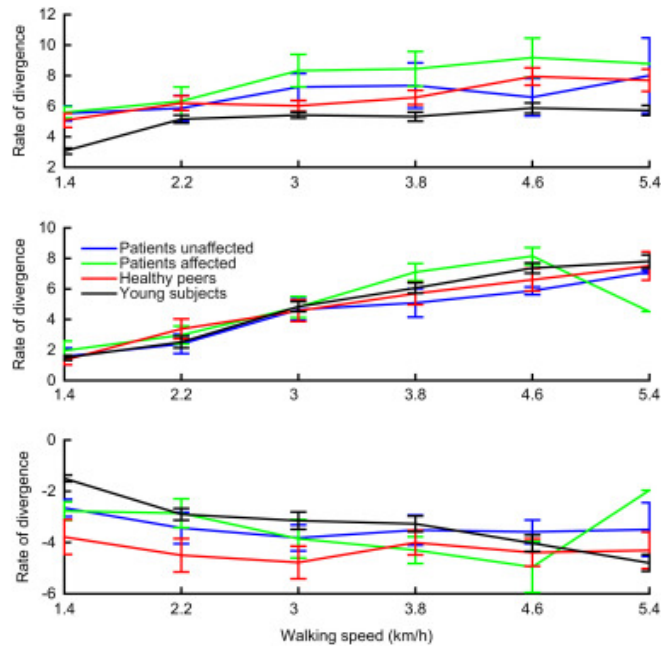 Rate of divergence
12
10
8
6
4
2
1.4 2.2 3 3.8 4.6 5.4
Rate of divergence
10
8
6
4
2
0
Patients unaffected
Patients affected
Healthy peers
Young subjects
1.4 2.2 3 3.8 4.6 5.4
Rate of divergence
0
-2
-4
-6
1.4 2.2 3 3.8 4.6 5.4
Walking speed (km/h)